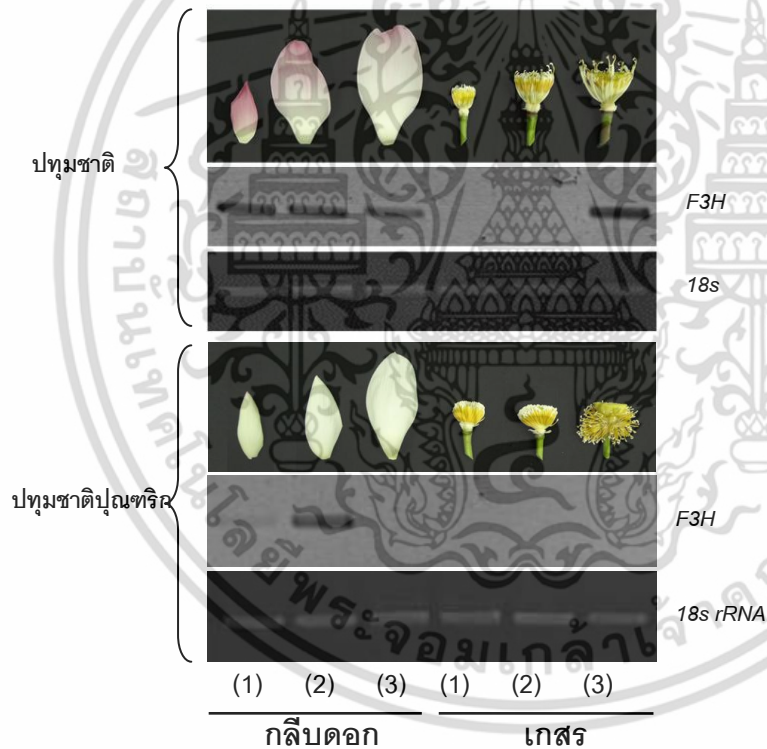 ปทุมชาติ
F3H
18s
ปทุมชาติปุณฑริก
F3H
18s rRNA
(1) (2) (3) (1) (2) (3)
กลีบดอก เกสร